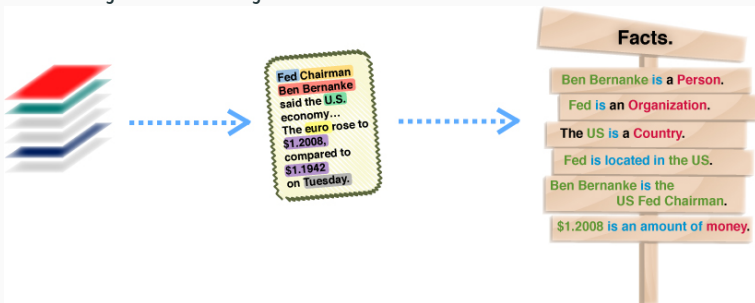 Fed Chairman
Ben Bernanke
said the U.S.
economy...
The euro rose to
$1.2008,
compared to
$1.1942
on Tuesday.
Facts.
Ben Bernanke is a Person.
Fed is an Organization.
The US is a Country.
Fed is located in the US.
Ben Bernanke is the
US Fed Chairman.
$1.2008 is an amount of money.